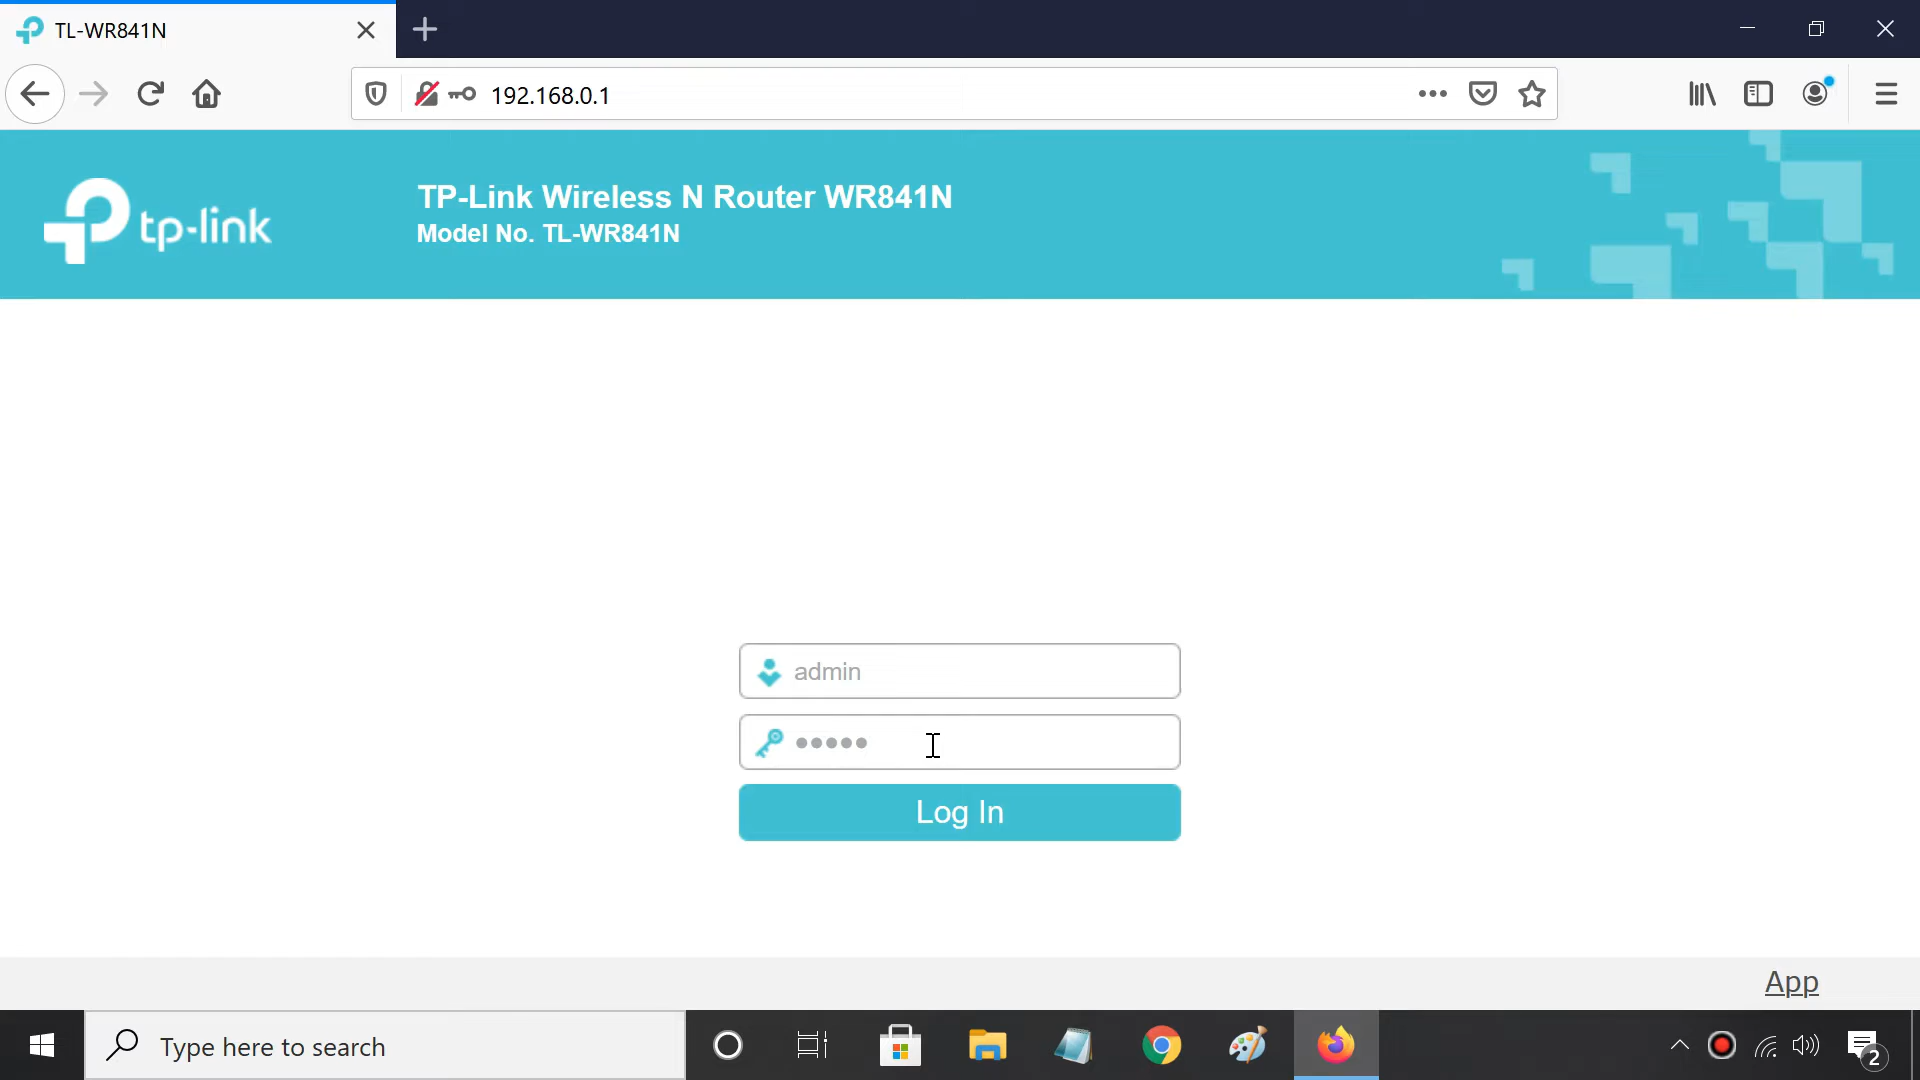 TL-WR841N
192.168.0.1
tp-link
TP-Link Wireless N Router WR841N
Model No. TL-WR841N
admin
•••••
Log In
App
Type here to search
2